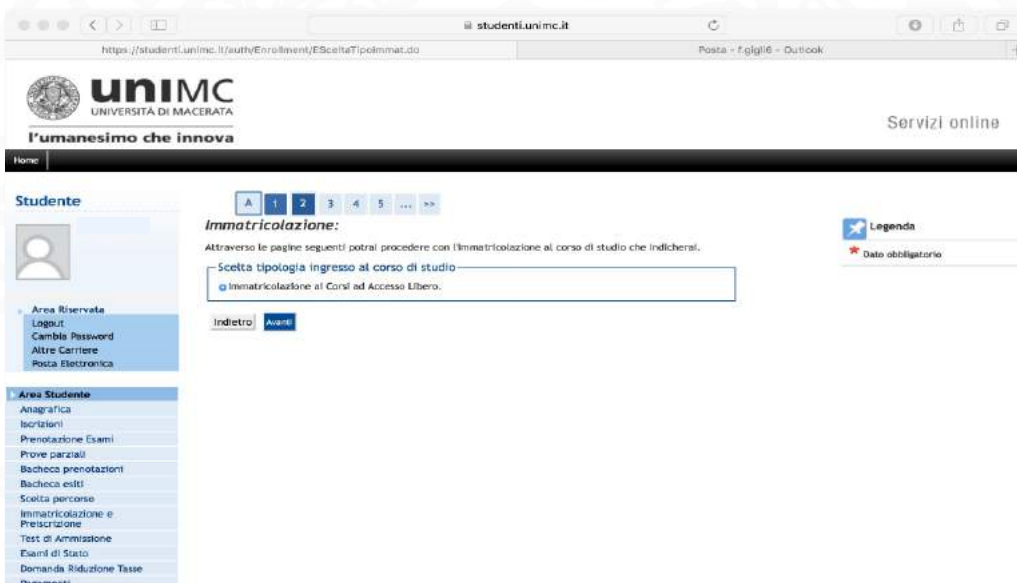 studenti.unimc.it
https://studenti.unimc.it/auth/Enrollment/ESceltaTipoImmat.do
Posta - f.gigli6 - Outlook
uniMC
UNIVERSITÀ DI MACERATA
l'umanesimo che innova
Servizi online
Home
Studente
A 1 2 3 4 5 ... >>
Immatricolazione:
Attraverso le pagine seguenti potrai procedere con l'immatricolazione al corso di studio che indicherai.
Scelta tipologia ingresso al corso di studio
Immatricolazione ai Corsi ad Accesso Libero.
Indietro Avanti
Legenda
* Dato obbligatorio
Area Riservata
Logout
Cambia Password
Altre Carriere
Posta Elettronica
Area Studente
Anagrafica
Iscrizioni
Prenotazione Esami
Prove parziali
Bacheca prenotazioni
Bacheca esiti
Scelta percorso
Immatricolazione e
Preiscrizione
Test di Ammissione
Esami di Stato
Domanda Riduzione Tasse